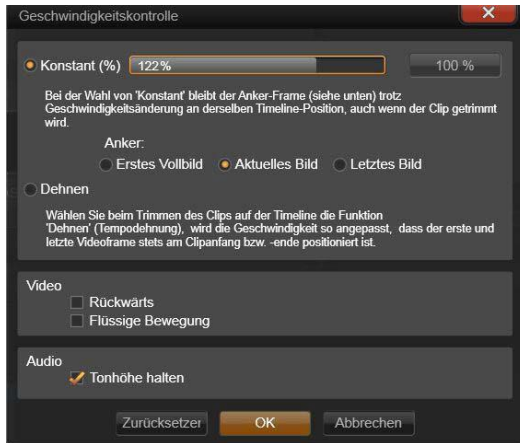 Geschwindigkeitskontrolle
Konstant (%) 122% 100 %
Bei der Wahl von 'Konstant' bleibt der Anker-Frame (siehe unten) trotz
Geschwindigkeitsänderung an derselben Timeline-Position, auch wenn der Clip getrimmt
wird.
Anker:
Erstes Vollbild Aktuelles Bild Letztes Bild
Dehnen
Wählen Sie beim Trimmen des Clips auf der Timeline die Funktion
'Dehnen' (Tempodehnung), wird die Geschwindigkeit so angepasst, dass der erste und
letzte Videoframe stets am Clipanfang bzw. -ende positioniert ist.
Video
Rückwärts
Flüssige Bewegung
Audio
Tonhöhe halten
Zurücksetzer OK Abbrechen